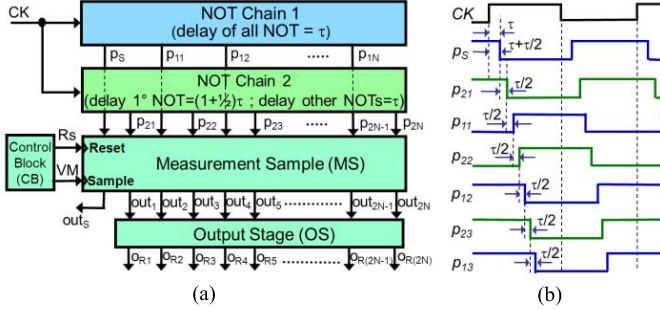 CK
NOT Chain 1
(delay of all NOT = τ)
pS p11 p12 ..... p1N
NOT Chain 2
(delay 1° NOT=(1+½)τ ; delay other NOTs=τ)
p21 p22 p23 ...... p2N-1 p2N
Control
Block
(CB)
Rs
VM
Reset
Sample
Measurement Sample (MS)
outS out1 out2 out3 out4 out5 ............ out2N-1 out2N
Output Stage (OS)
oR1 oR2 oR3 oR4 oR5 ............. oR(2N-1) oR(2N)
(a)
CK
τ
pS
τ+τ/2
p21
τ/2
p11
τ/2
p22
τ/2
p12
τ/2
p23
τ/2
p13
τ/2
(b)